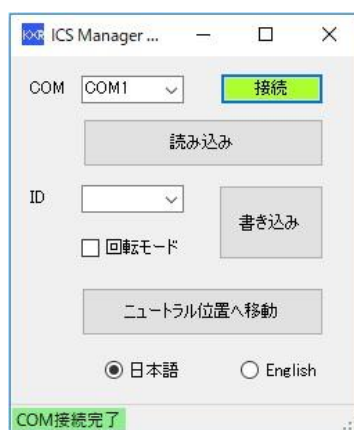 KXR ICS Manager ...
COM COM1 接続
読み込み
ID
書き込み
回転モード
ニュートラル位置へ移動
日本語 English
COM接続完了